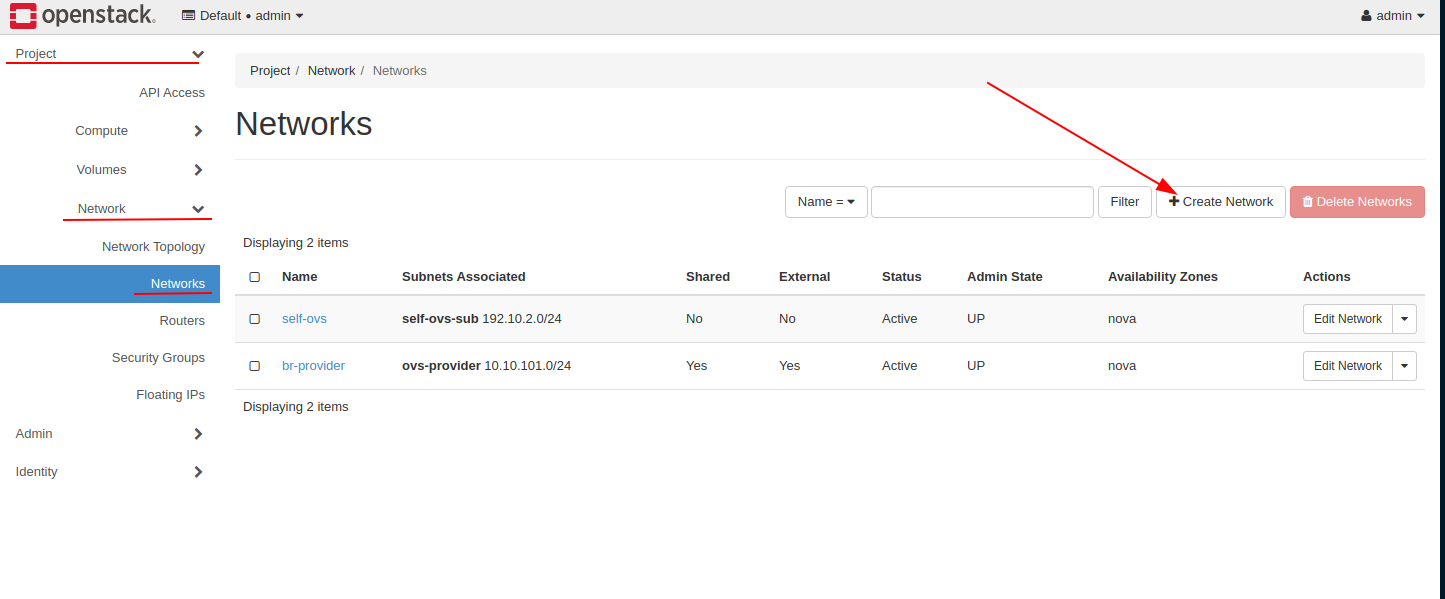 openstack. Default • admin admin
Project
API Access
Compute
Volumes
Network
Network Topology
Networks
Routers
Security Groups
Floating IPs
Admin
Identity
Project / Network / Networks
Networks
Name = Filter Create Network Delete Networks
Displaying 2 items
Name Subnets Associated Shared External Status Admin State Availability Zones Actions
self-ovs self-ovs-sub 192.10.2.0/24 No No Active UP nova Edit Network
br-provider ovs-provider 10.10.101.0/24 Yes Yes Active UP nova Edit Network
Displaying 2 items